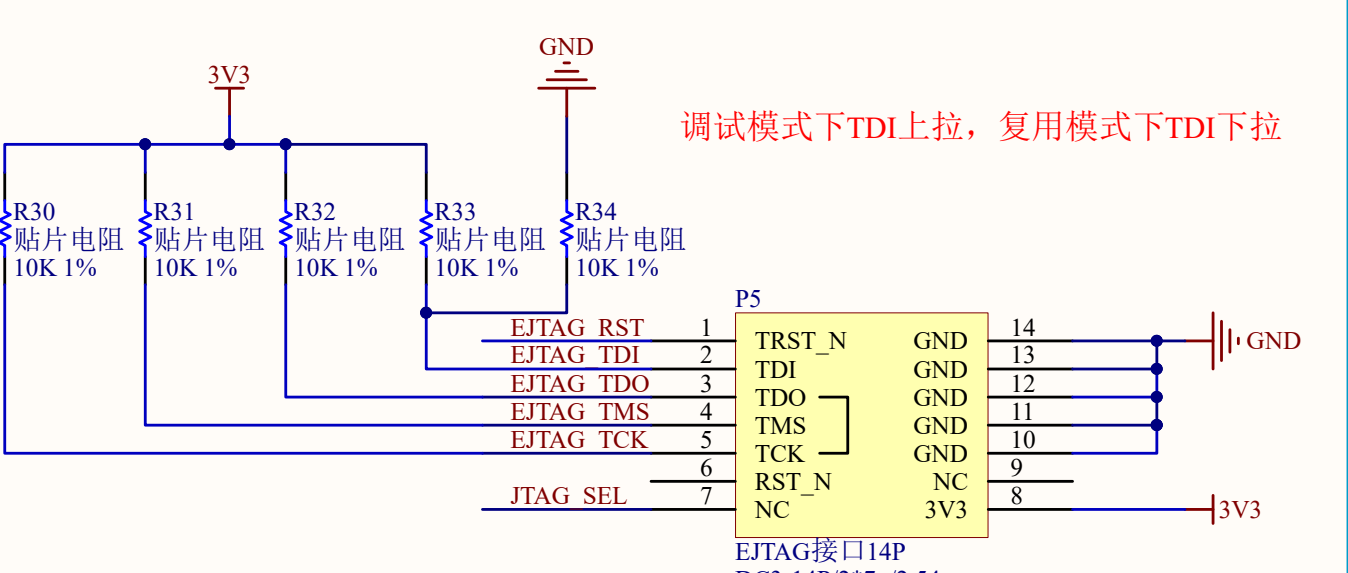 GND
3V3
调试模式下TDI上拉，复用模式下TDI下拉
R30
贴片电阻
10K 1%
R31
贴片电阻
10K 1%
R32
贴片电阻
10K 1%
R33
贴片电阻
10K 1%
R34
贴片电阻
10K 1%
P5
EJTAG_RST 1 TRST_N GND 14 GND
EJTAG_TDI 2 TDI GND 13
EJTAG_TDO 3 TDO GND 12
EJTAG_TMS 4 TMS GND 11
EJTAG_TCK 5 TCK GND 10
6 RST_N NC 9
JTAG_SEL 7 NC 3V3 8 3V3
EJTAG接口14P